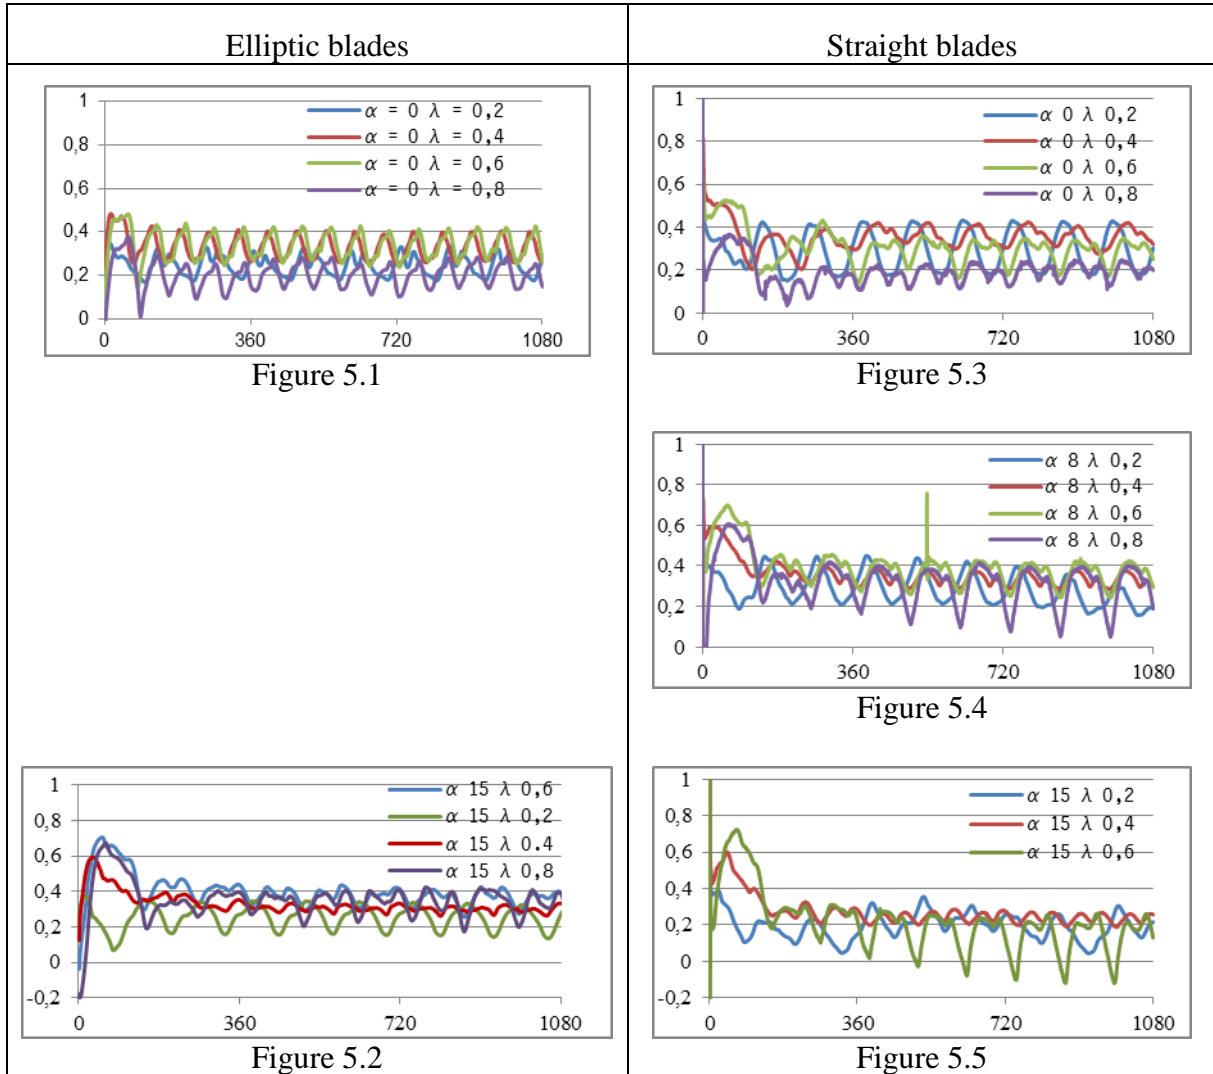 Elliptic blades
Straight blades
1
0,8
0,6
0,4
0,2
0
0 360 720 1080
α = 0 λ = 0,2
α = 0 λ = 0,4
α = 0 λ = 0,6
α = 0 λ = 0,8
Figure 5.1
1
0,8
0,6
0,4
0,2
0
0 360 720 1080
α 0 λ 0,2
α 0 λ 0,4
α 0 λ 0,6
α 0 λ 0,8
Figure 5.3
1
0,8
0,6
0,4
0,2
0
0 360 720 1080
α 8 λ 0,2
α 8 λ 0,4
α 8 λ 0,6
α 8 λ 0,8
Figure 5.4
1
0,8
0,6
0,4
0,2
0
-0,2
0 360 720 1080
α 15 λ 0,6
α 15 λ 0,2
α 15 λ 0.4
α 15 λ 0,8
Figure 5.2
1
0,8
0,6
0,4
0,2
0
-0,2
0 360 720 1080
α 15 λ 0,2
α 15 λ 0,4
α 15 λ 0,6
Figure 5.5